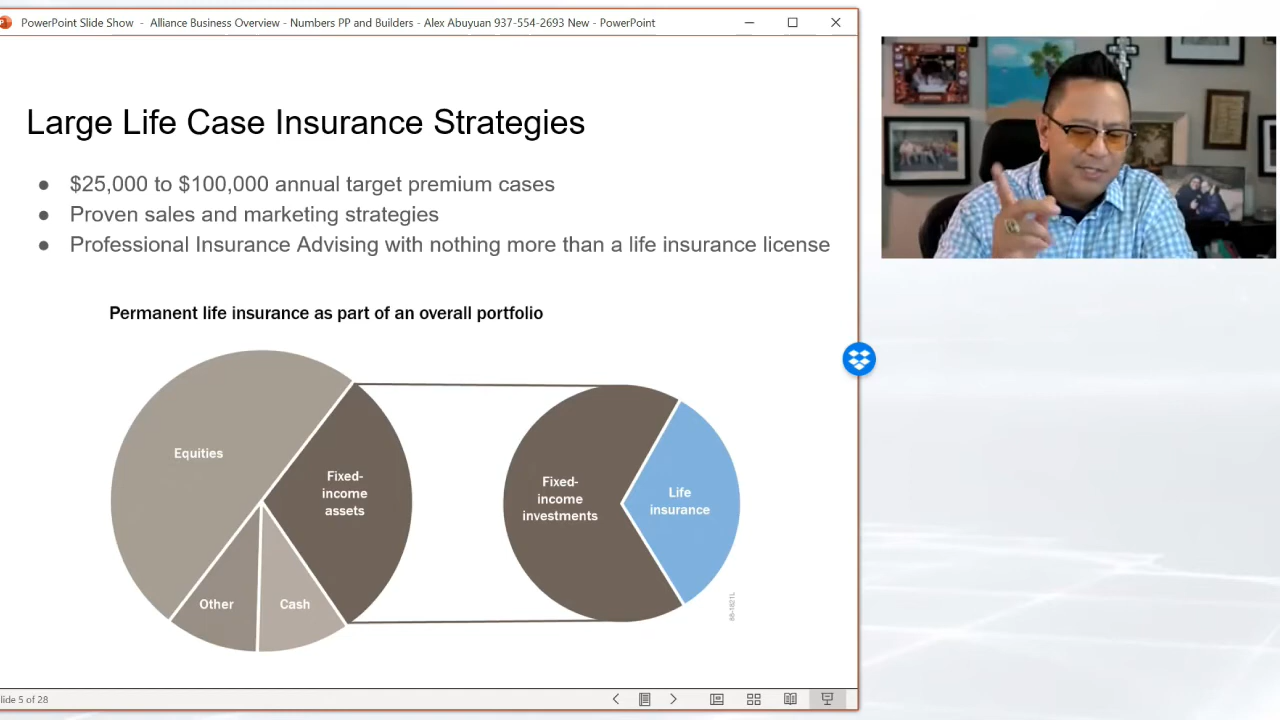 PowerPoint Slide Show - Alliance Business Overview - Numbers PP and Builders - Alex Abuyuan 937-554-2693 New - PowerPoint
Large Life Case Insurance Strategies
● $25,000 to $100,000 annual target premium cases
● Proven sales and marketing strategies
● Professional Insurance Advising with nothing more than a life insurance license
Permanent life insurance as part of an overall portfolio
Equities
Fixed-
income
assets
Other
Cash
Fixed-
income
investments
Life
insurance
68-1821L
lide 5 of 28